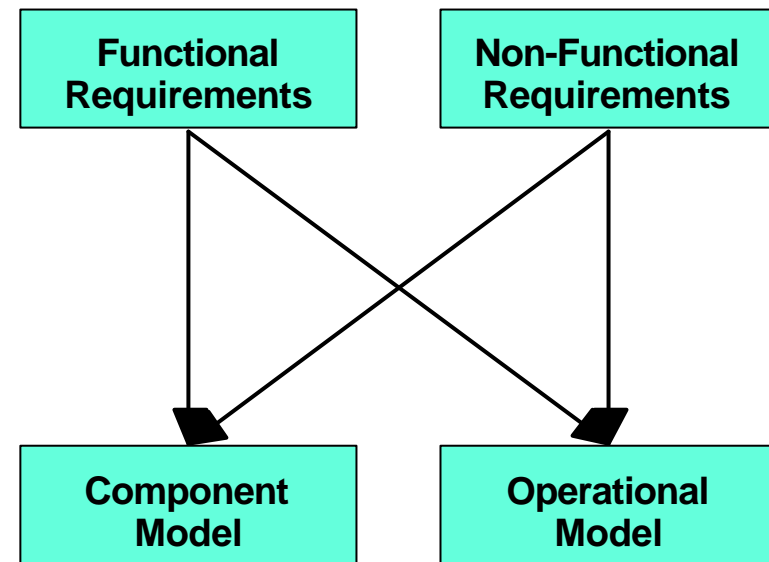 Functional
Requirements
Non-Functional
Requirements
Component
Model
Operational
Model